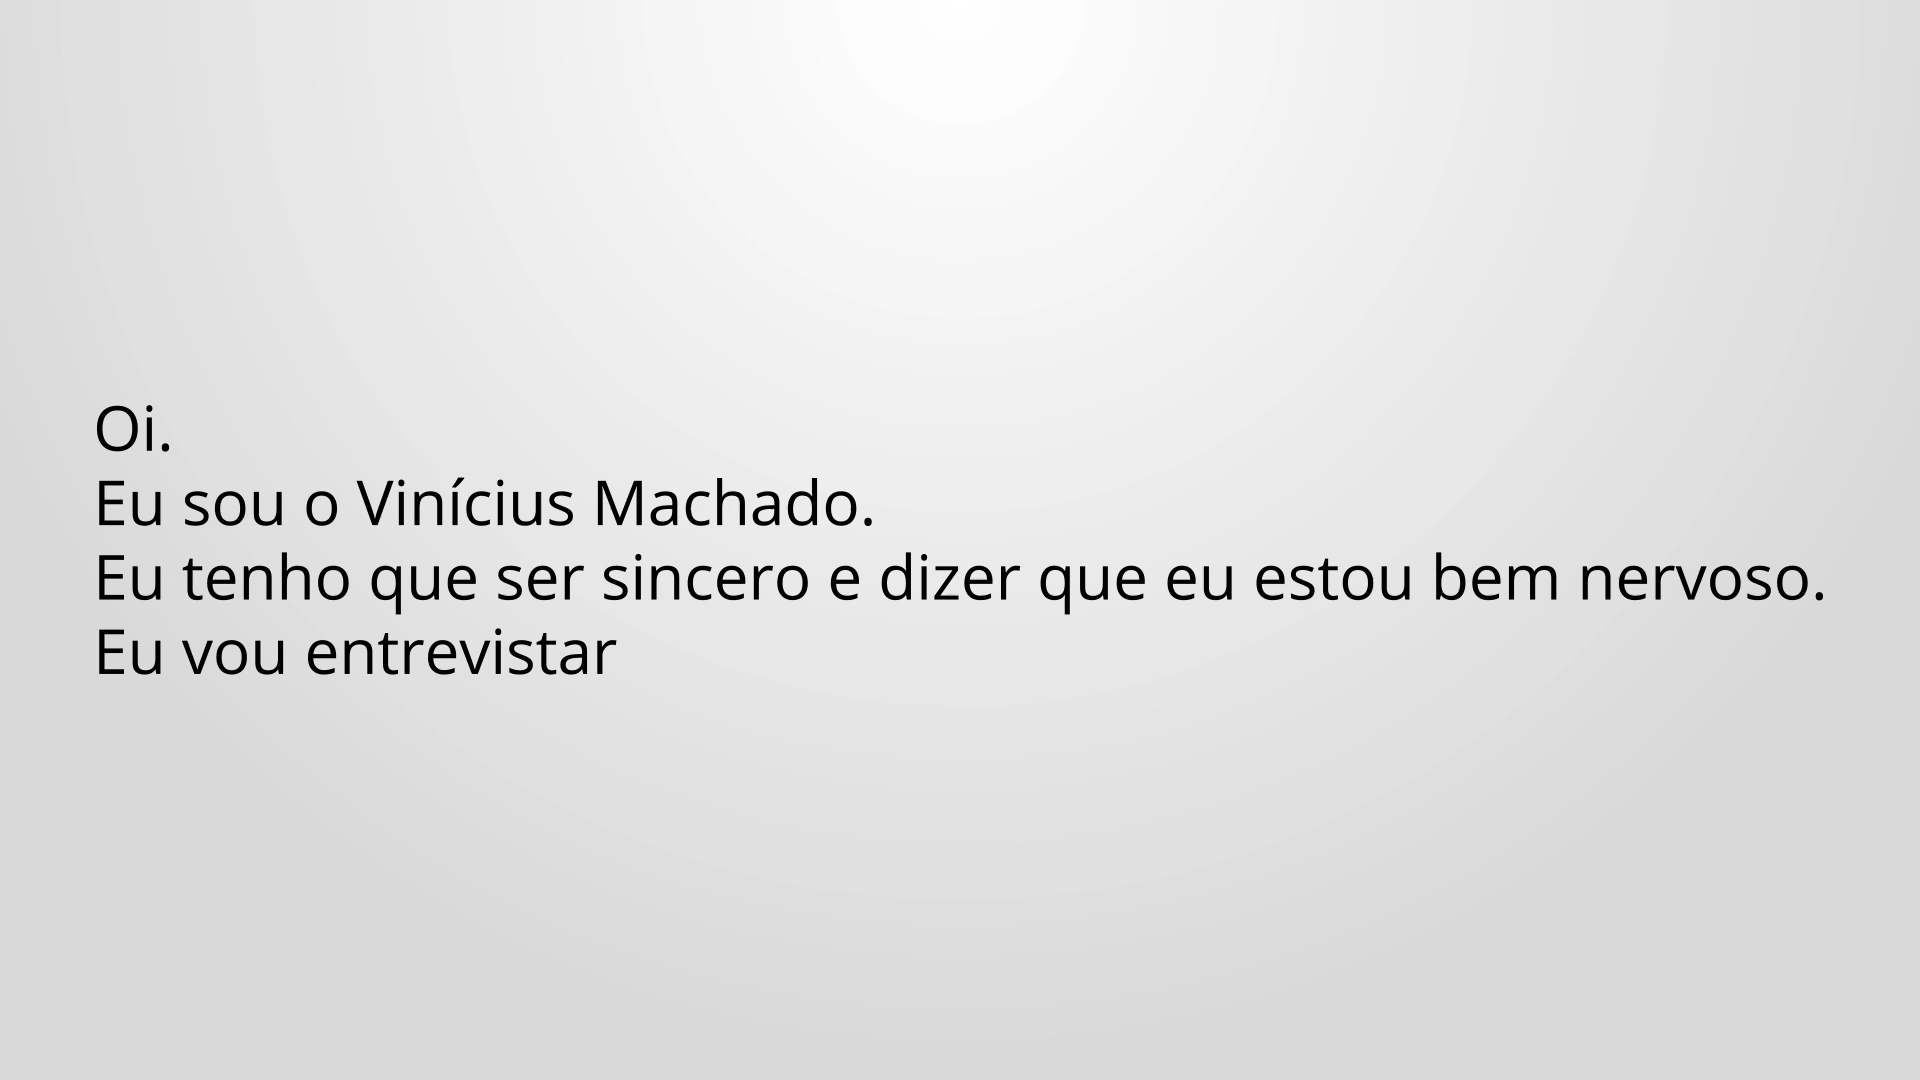 Oi.
Eu sou o Vinícius Machado.
Eu tenho que ser sincero e dizer que eu estou bem nervoso.
Eu vou entrevistar